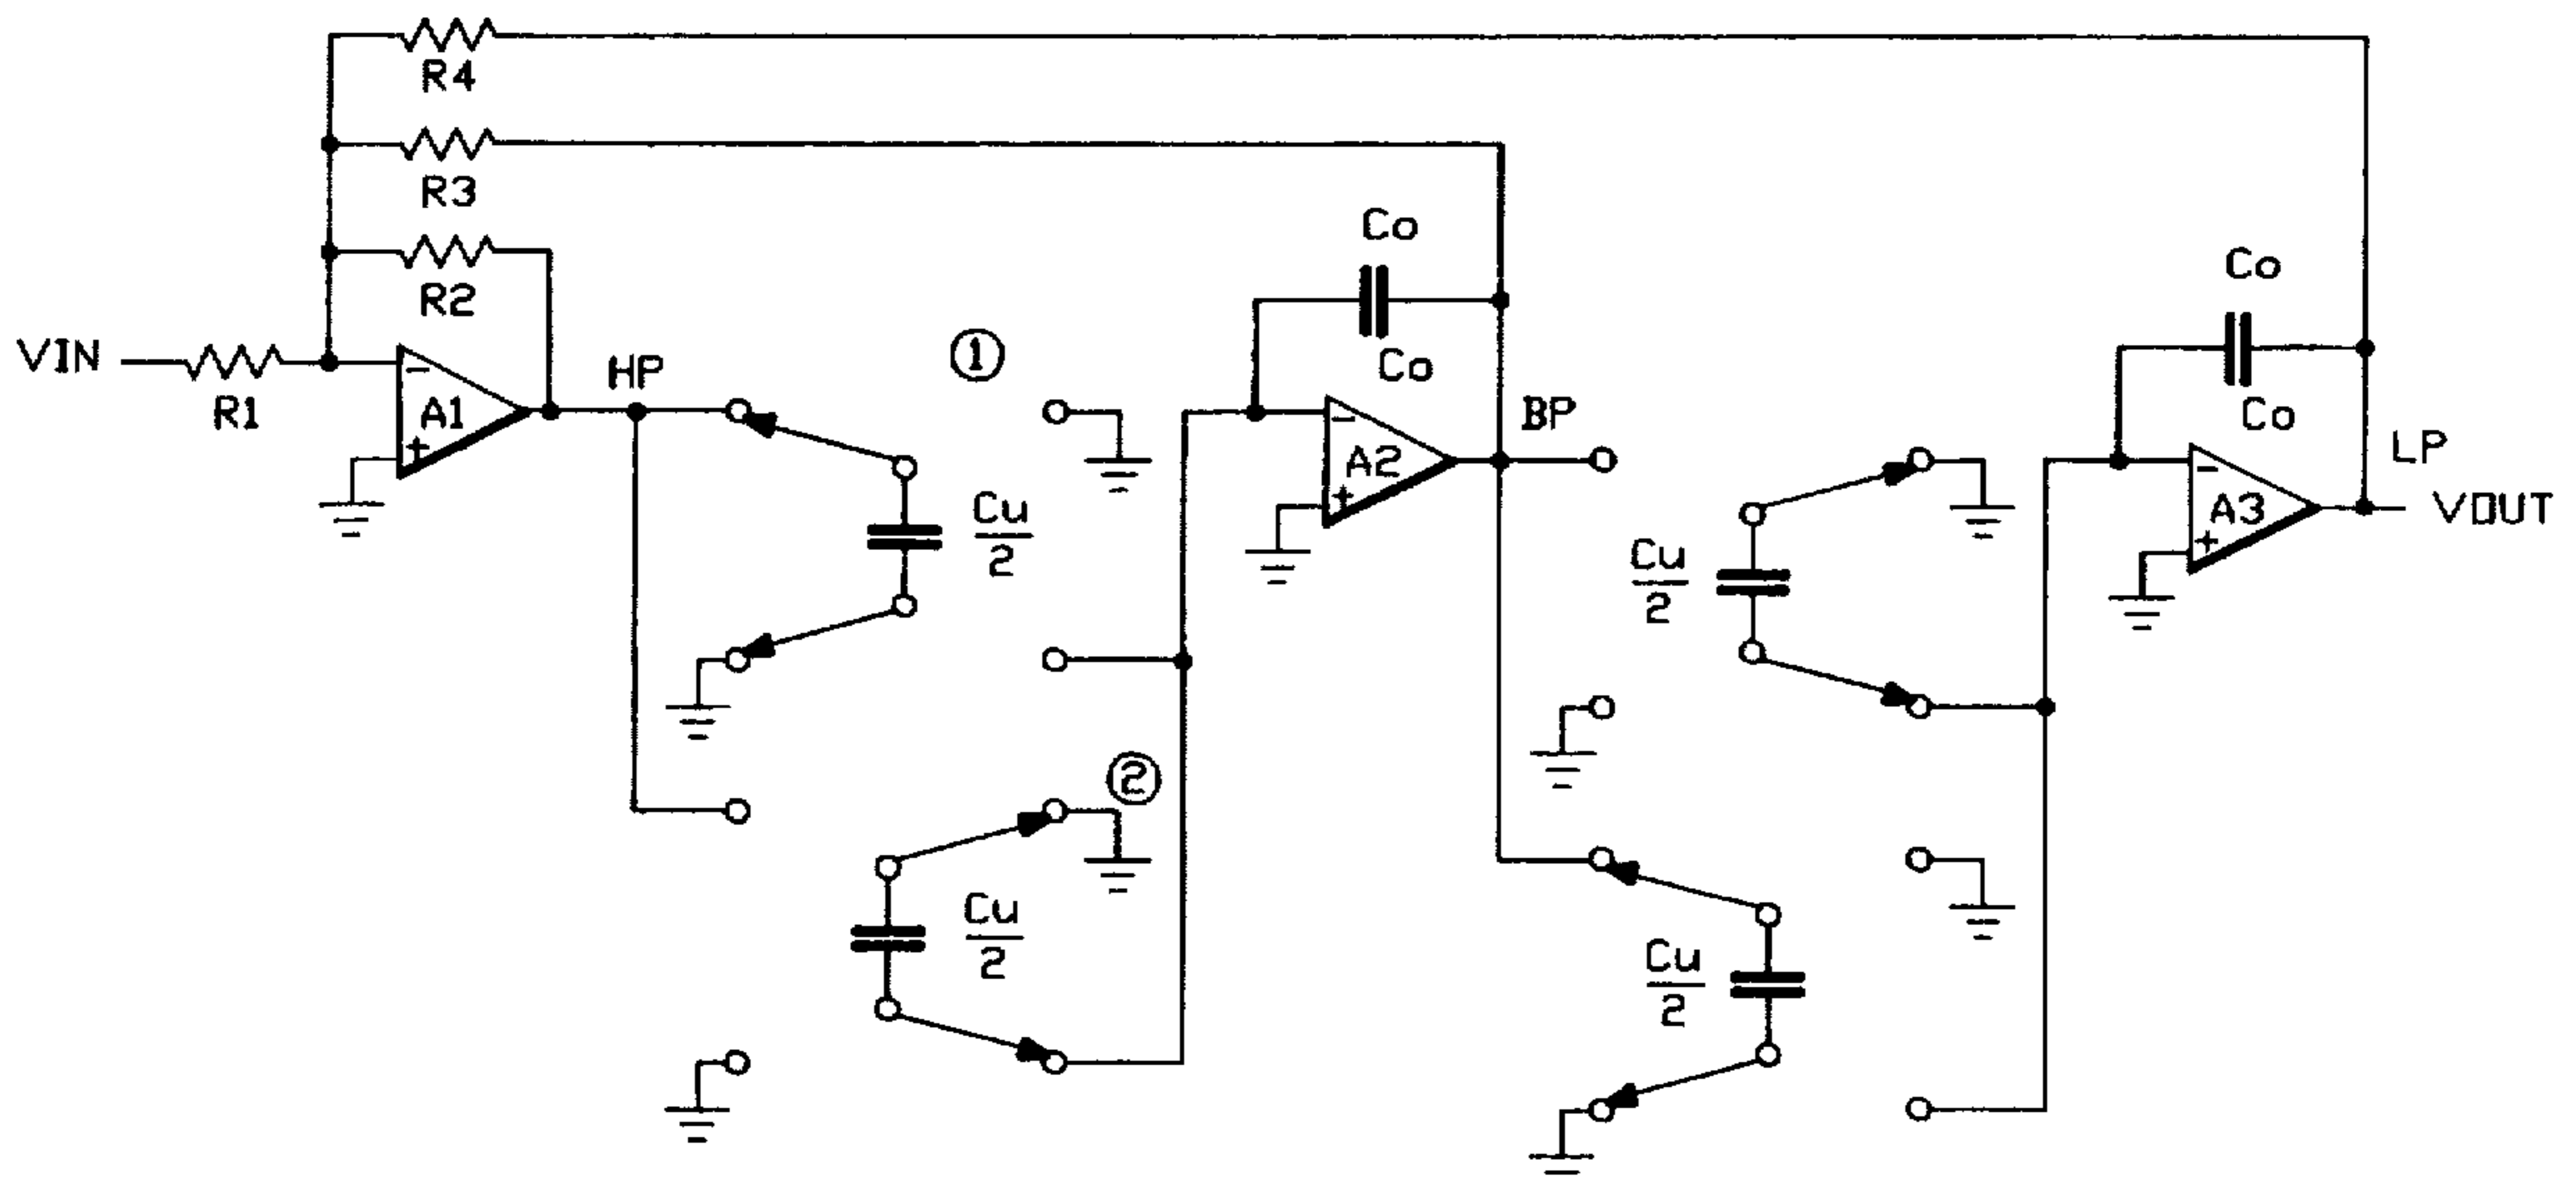 R4
R3
R2
VIN
R1
-
A1
+
HP
①
Cu
2
②
Cu
2
Co
Co
-
A2
+
BP
Cu
2
Cu
2
Co
Co
-
A3
+
LP
VOUT